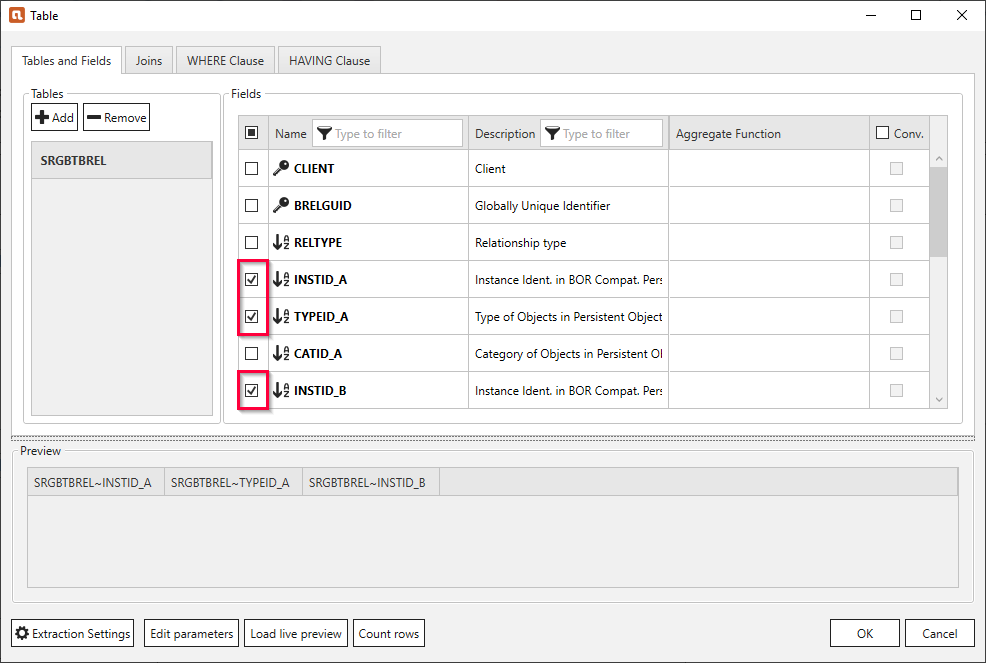 Table
Tables and Fields Joins WHERE Clause HAVING Clause
Tables
Add Remove
SRGBTBREL
Fields
Name Type to filter Description Type to filter Aggregate Function Conv.
CLIENT Client
BRELGUID Globally Unique Identifier
RELTYPE Relationship type
INSTID_A Instance Ident. in BOR Compat. Pers
TYPEID_A Type of Objects in Persistent Object
CATID_A Category of Objects in Persistent Ol
INSTID_B Instance Ident. in BOR Compat. Pers
Preview
SRGBTBREL~INSTID_A SRGBTBREL~TYPEID_A SRGBTBREL~INSTID_B
Extraction Settings Edit parameters Load live preview Count rows OK Cancel